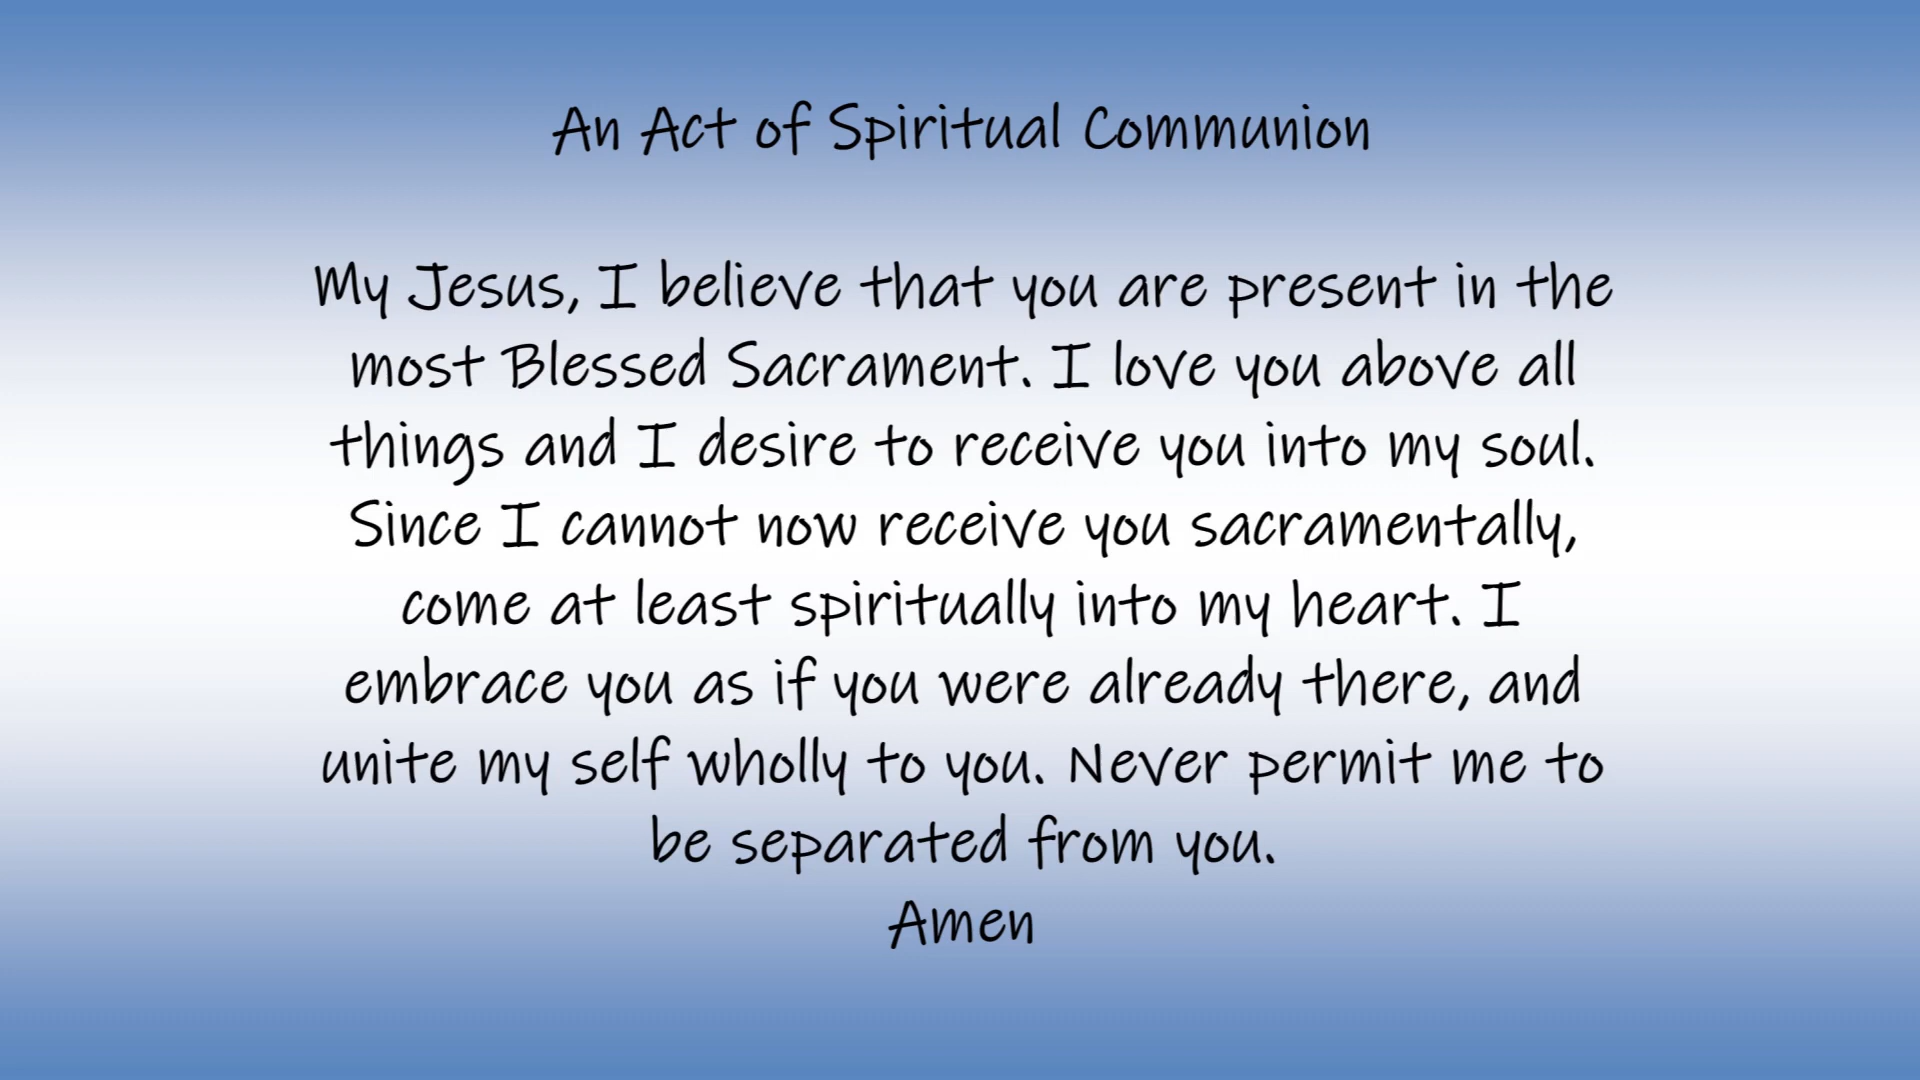 An Act of Spiritual Communion
My Jesus, I believe that you are present in the
most Blessed Sacrament. I love you above all
things and I desire to receive you into my soul.
Since I cannot now receive you sacramentally,
come at least spiritually into my heart. I
embrace you as if you were already there, and
unite my self wholly to you. Never permit me to
be separated from you.
Amen